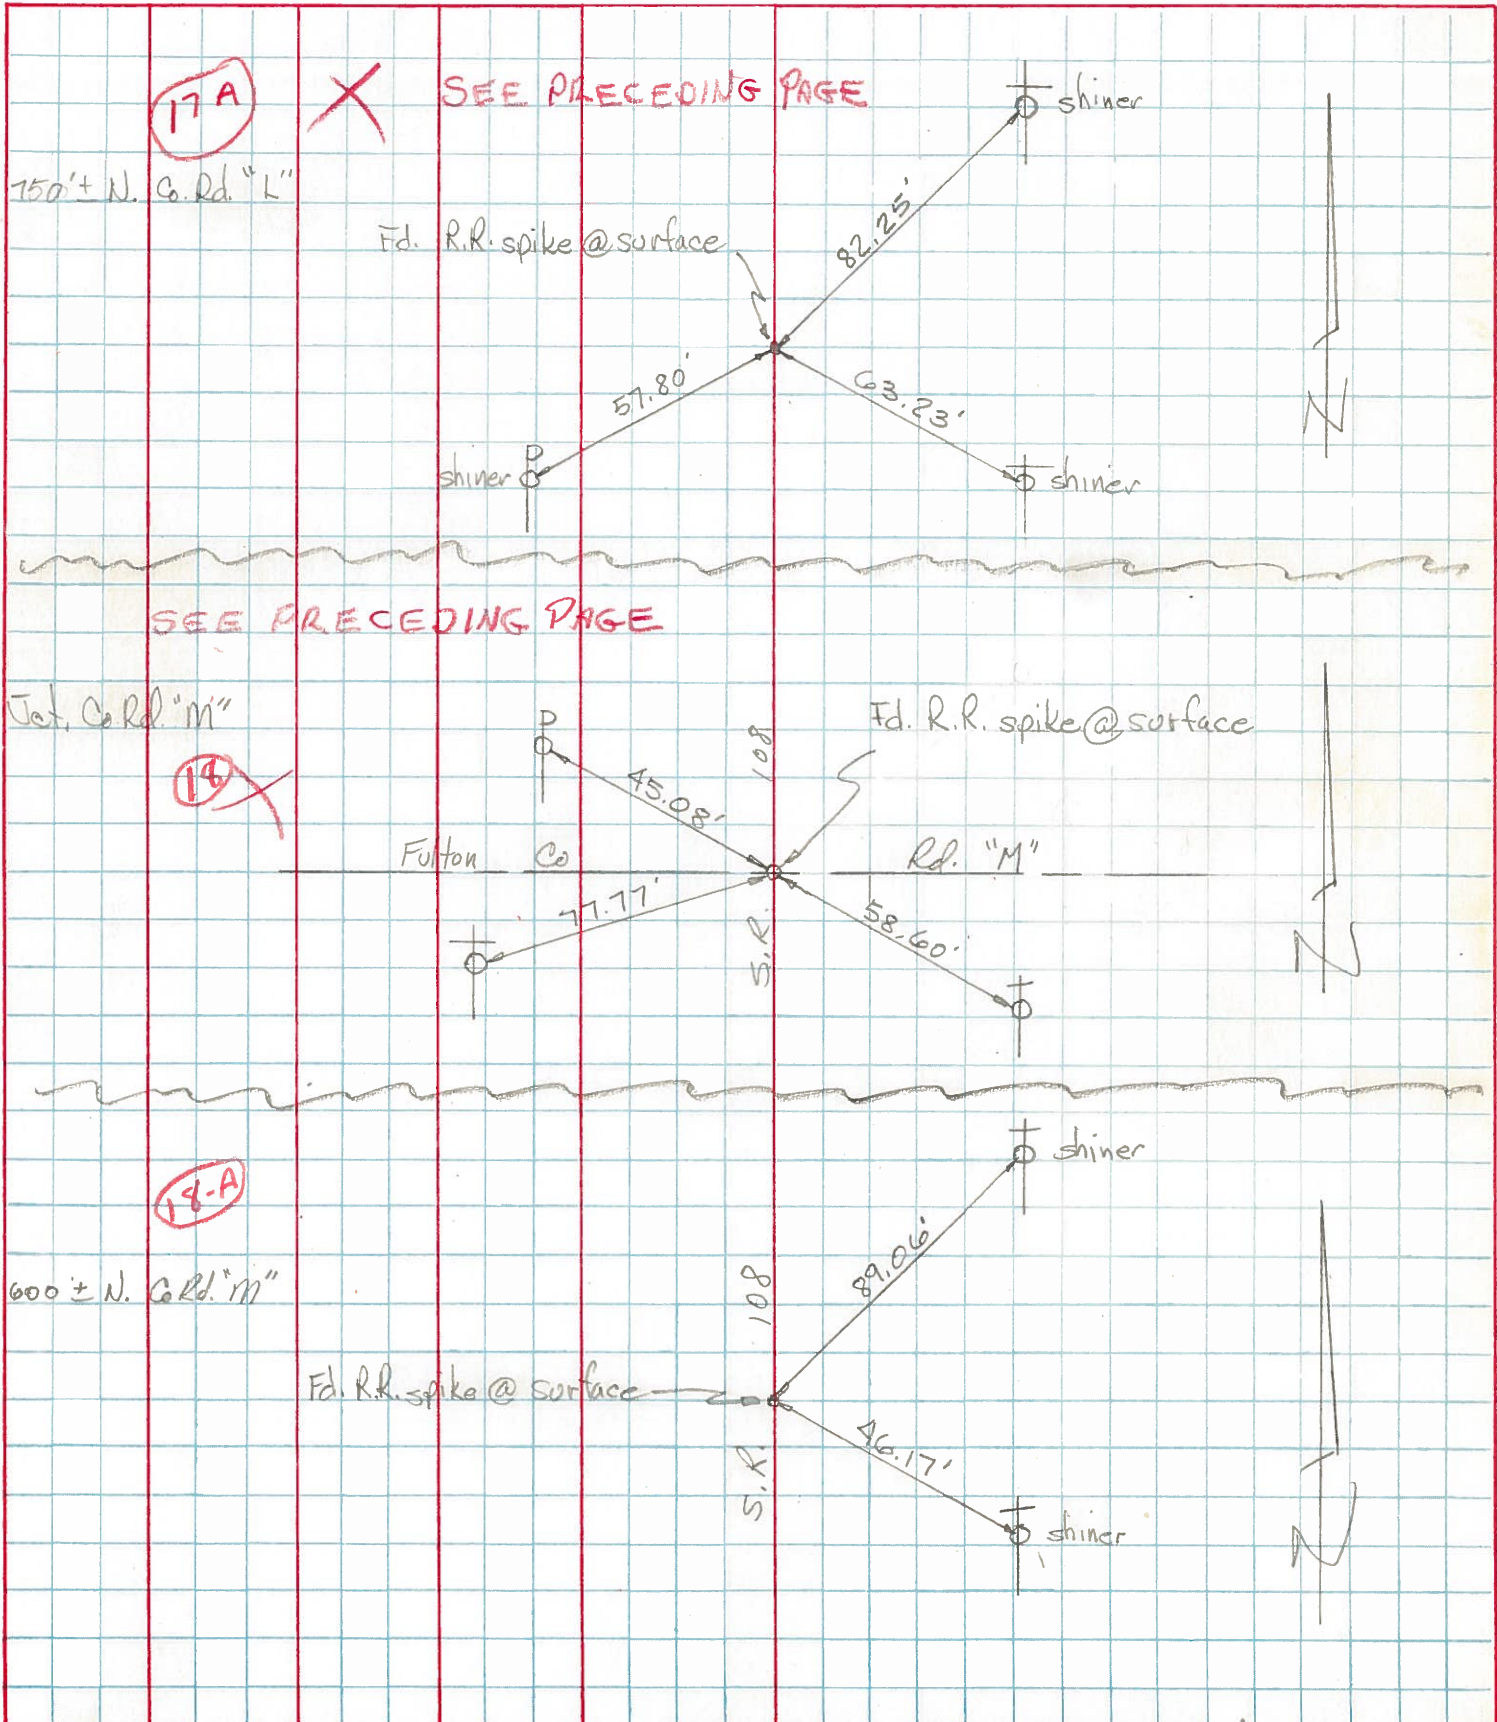 17A
SEE PRECEDING PAGE
shiner
750'± N. Co. Rd. "L"
Fd. R.R. spike @ surface
82.25'
57.80'
63.23'
P
shiner
shiner
N
SEE PRECEDING PAGE
Jct. Co Rd. "M"
18
P
Fd. R.R. spike @ surface
108
45.08'
Fulton Co Rd. "M"
77.77'
58.60'
S.R.
N
shiner
18-A
89.06'
600'± N. Co Rd. "M"
108
Fd. R.R. spike @ surface
46.17'
S.R.
shiner
N